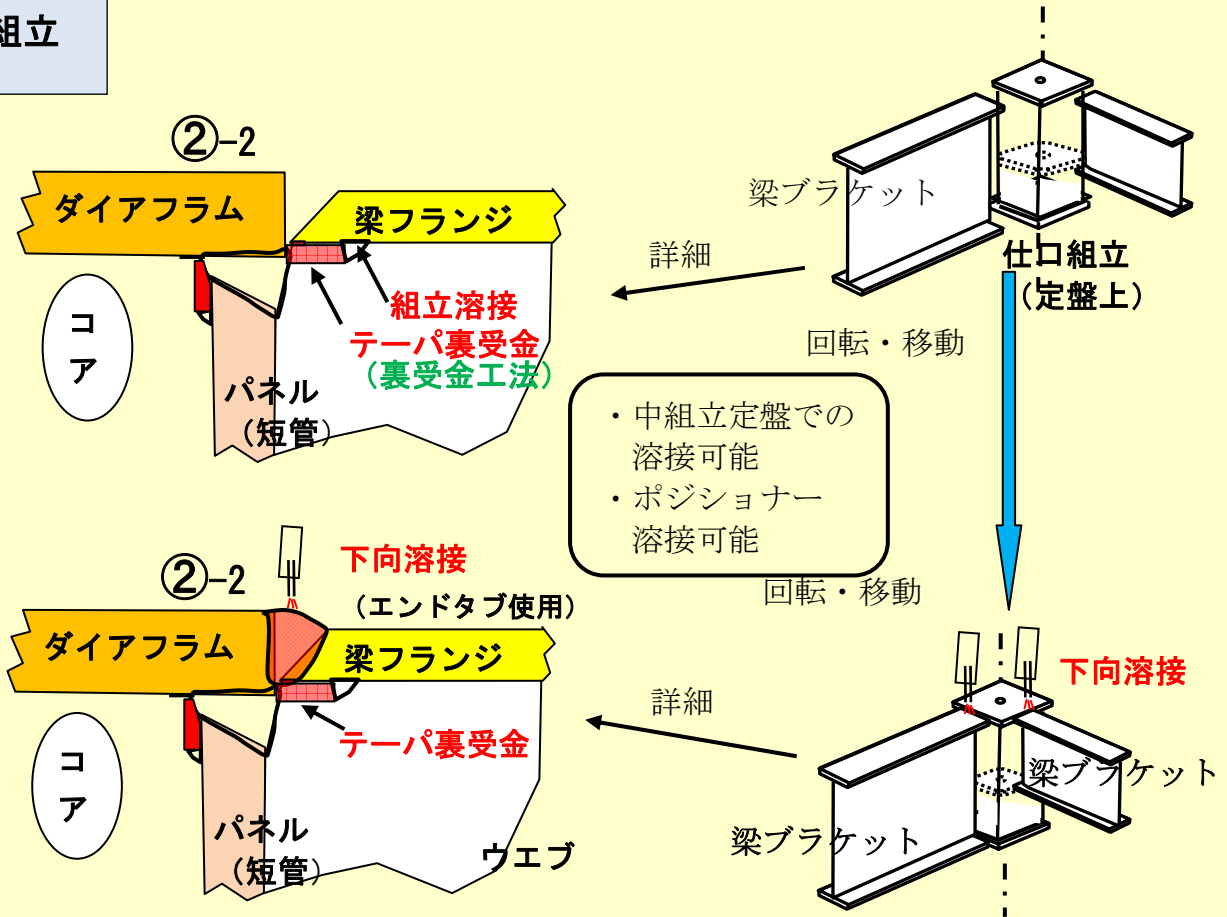 組立
②-2
ダイアフラム
梁フランジ
組立溶接
テーパ裏受金
（裏受金工法）
コ
ア
パネル
（短管）
詳細
梁ブラケット
仕口組立
（定盤上）
回転・移動
・中組立定盤での
溶接可能
・ポジショナー
溶接可能
回転・移動
②-2
下向溶接
（エンドタブ使用）
ダイアフラム
梁フランジ
テーパ裏受金
コ
ア
パネル
（短管）
ウエブ
詳細
下向溶接
梁ブラケット
梁ブラケット